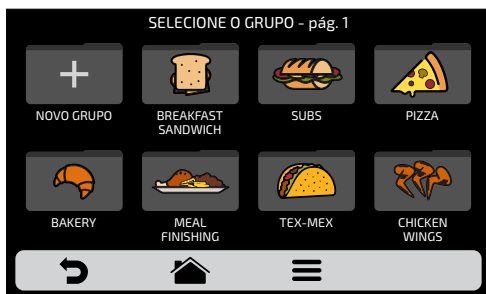 SELECIONE O GRUPO - pág. 1
NOVO GRUPO
BREAKFAST
SANDWICH
SUBS
PIZZA
BAKERY
MEAL
FINISHING
TEX-MEX
CHICKEN
WINGS